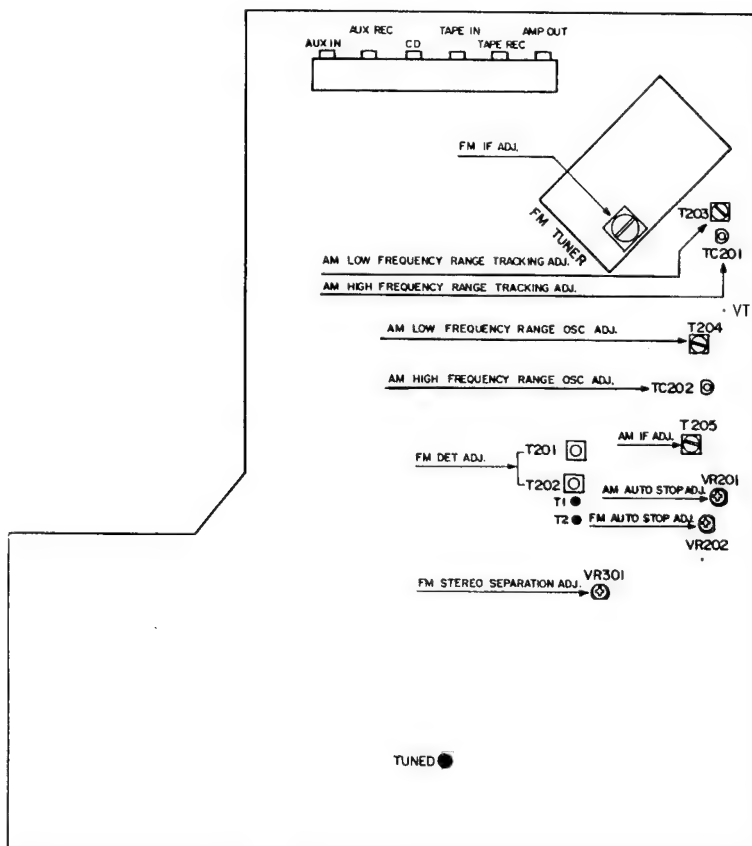 AUX REC TAPE IN AMP OUT
AUX IN CD TAPE REC
FM IF ADJ.
FM TUNER
T203
TC201
AM LOW FREQUENCY RANGE TRACKING ADJ.
AM HIGH FREQUENCY RANGE TRACKING ADJ.
VT
AM LOW FREQUENCY RANGE OSC ADJ.
T204
AM HIGH FREQUENCY RANGE OSC ADJ.
TC202
T205
AM IF ADJ.
FM DET ADJ.
T201
T202
VR201
AM AUTO STOP ADJ.
T1
T2
FM AUTO STOP ADJ.
VR202
VR301
FM STEREO SEPARATION ADJ.
TUNED